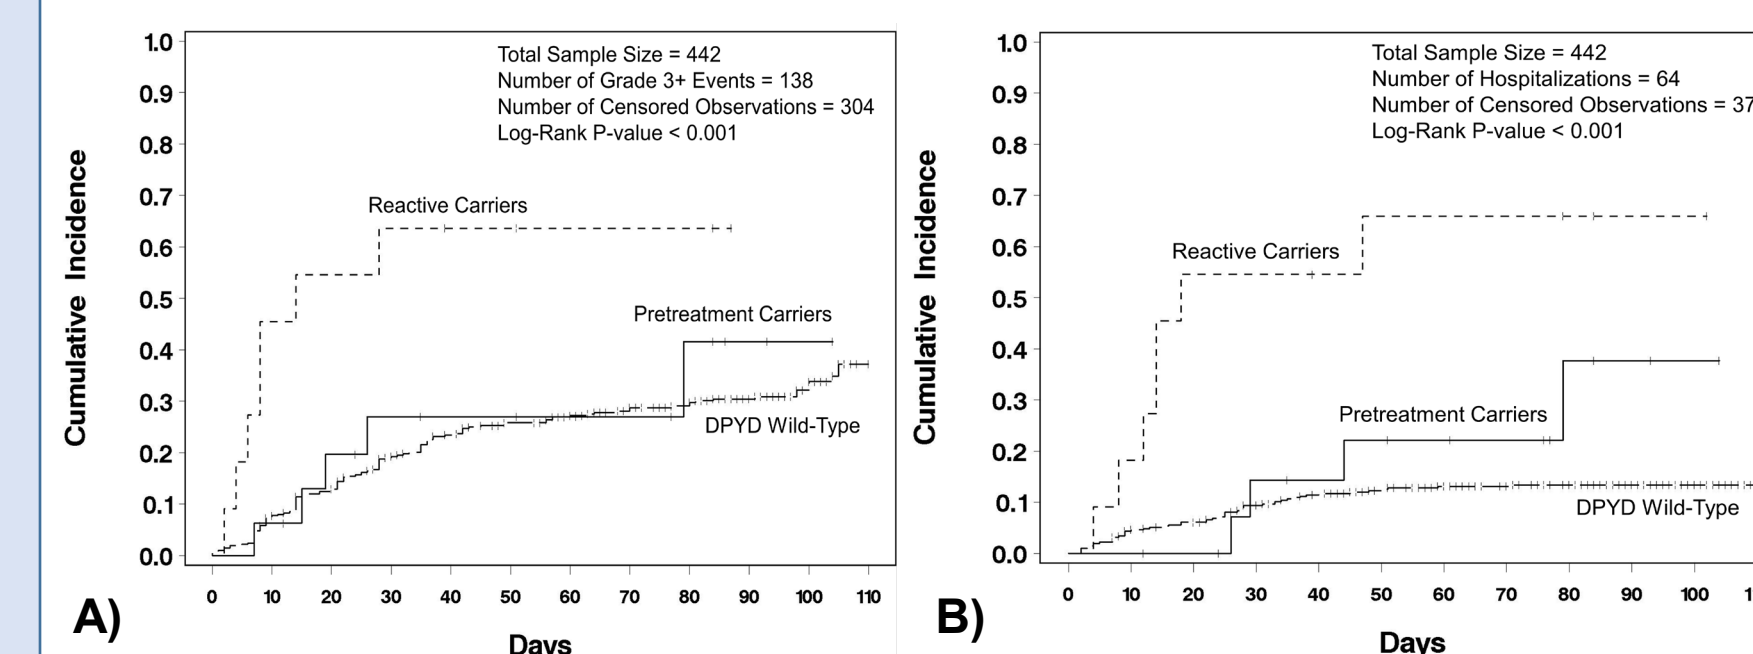 1.0
0.9
0.8
0.7
0.6
0.5
0.4
0.3
0.2
0.1
0.0
Cumulative Incidence
Total Sample Size = 442
Number of Grade 3+ Events = 138
Number of Censored Observations = 304
Log-Rank P-value < 0.001
Reactive Carriers
Pretreatment Carriers
DPYD Wild-Type
0 10 20 30 40 50 60 70 80 90 100 110
Days
A)
1.0
0.9
0.8
0.7
0.6
0.5
0.4
0.3
0.2
0.1
0.0
Cumulative Incidence
Total Sample Size = 442
Number of Hospitalizations = 64
Number of Censored Observations = 37
Log-Rank P-value < 0.001
Reactive Carriers
Pretreatment Carriers
DPYD Wild-Type
0 10 20 30 40 50 60 70 80 90 100 1
Days
B)